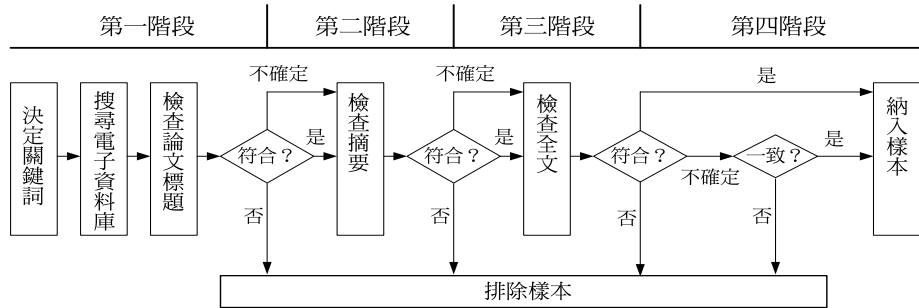 第一階段
第二階段
第三階段
第四階段
決定關鍵詞
搜尋電子資料庫
檢查論文標題
符合？
不確定
是
否
檢查摘要
符合？
不確定
是
否
檢查全文
符合？
是
不確定
否
一致？
是
否
納入樣本
排除樣本